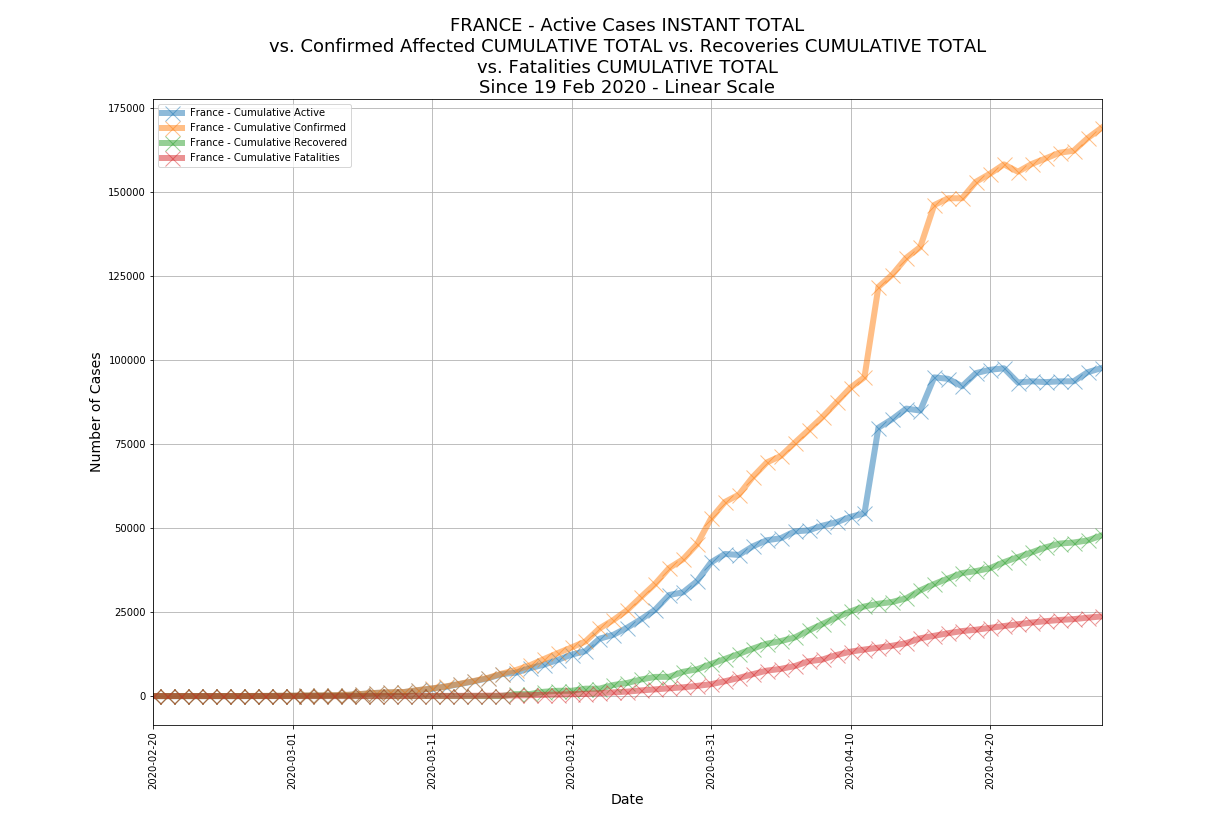 FRANCE - Active Cases INSTANT TOTAL
vs. Confirmed Affected CUMULATIVE TOTAL vs. Recoveries CUMULATIVE TOTAL
vs. Fatalities CUMULATIVE TOTAL
Since 19 Feb 2020 - Linear Scale
France - Cumulative Active
France - Cumulative Confirmed
France - Cumulative Recovered
France - Cumulative Fatalities
Number of Cases
175000
150000
125000
100000
75000
50000
25000
0
2020-02-20
2020-03-01
2020-03-11
2020-03-21
2020-03-31
2020-04-10
2020-04-20
Date